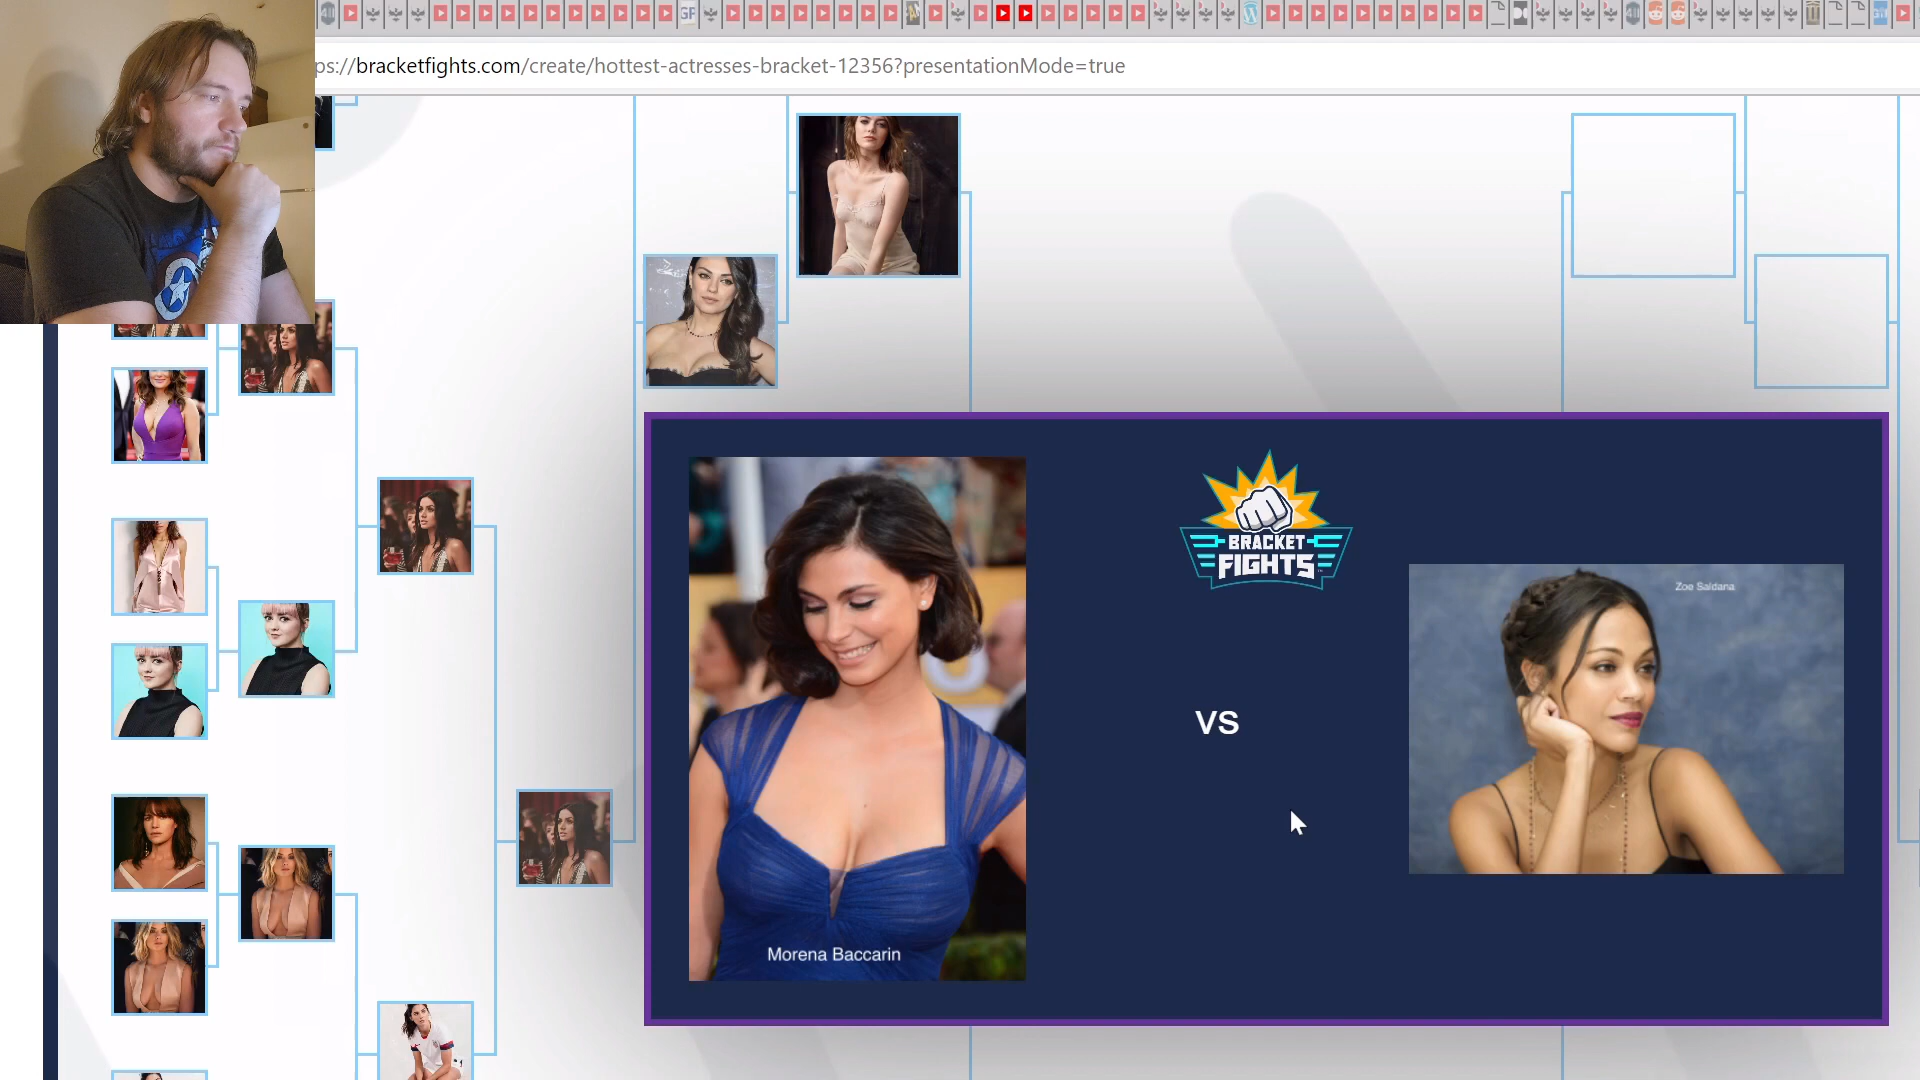 ps://bracketfights.com/create/hottest-actresses-bracket-12356?presentationMode=true
BRACKET
FIGHTS
Zoe Saldana
VS
Morena Baccarin